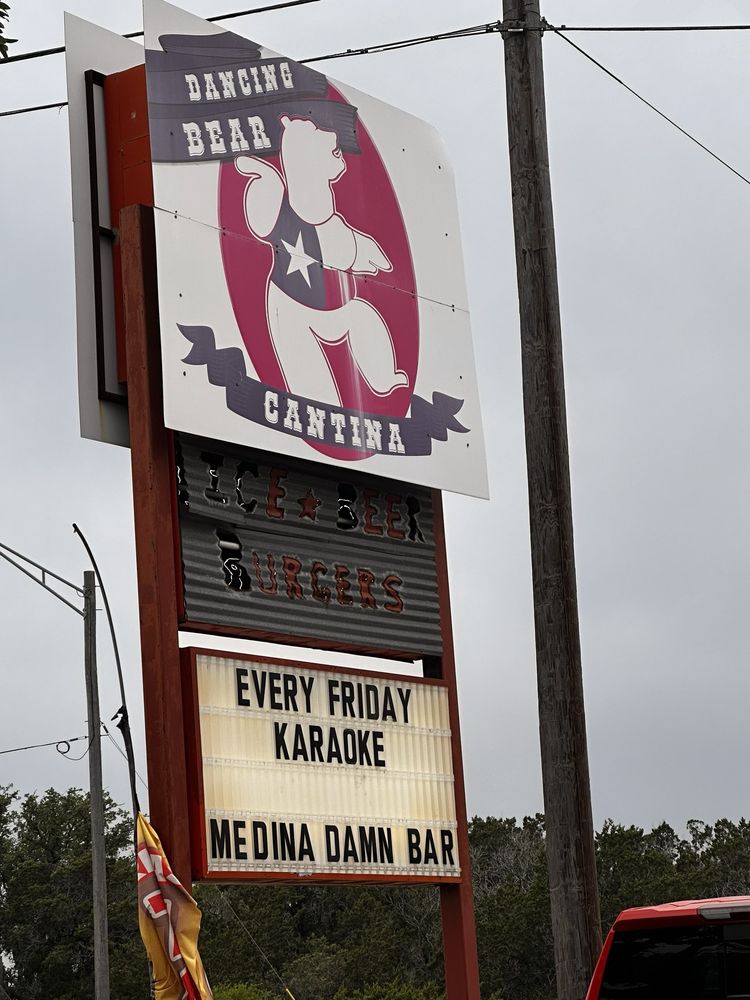 DANCING
BEAR
CANTINA
ICE ★ BEER
BURGERS
EVERY FRIDAY
KARAOKE
MEDINA DAMN BAR